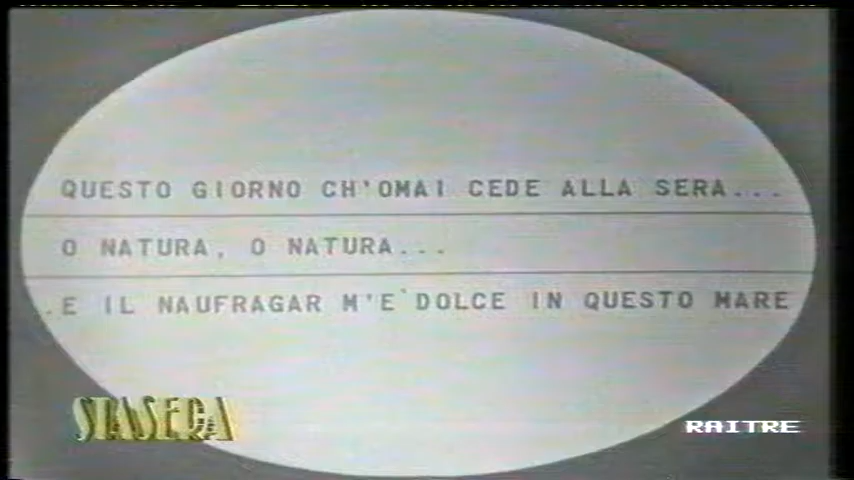 QUESTO GIORNO CH'OMAI CEDE ALLA SERA...
O NATURA, O NATURA...
.E IL NAUFRAGAR M'E` DOLCE IN QUESTO MARE
STASERA
RAITRE